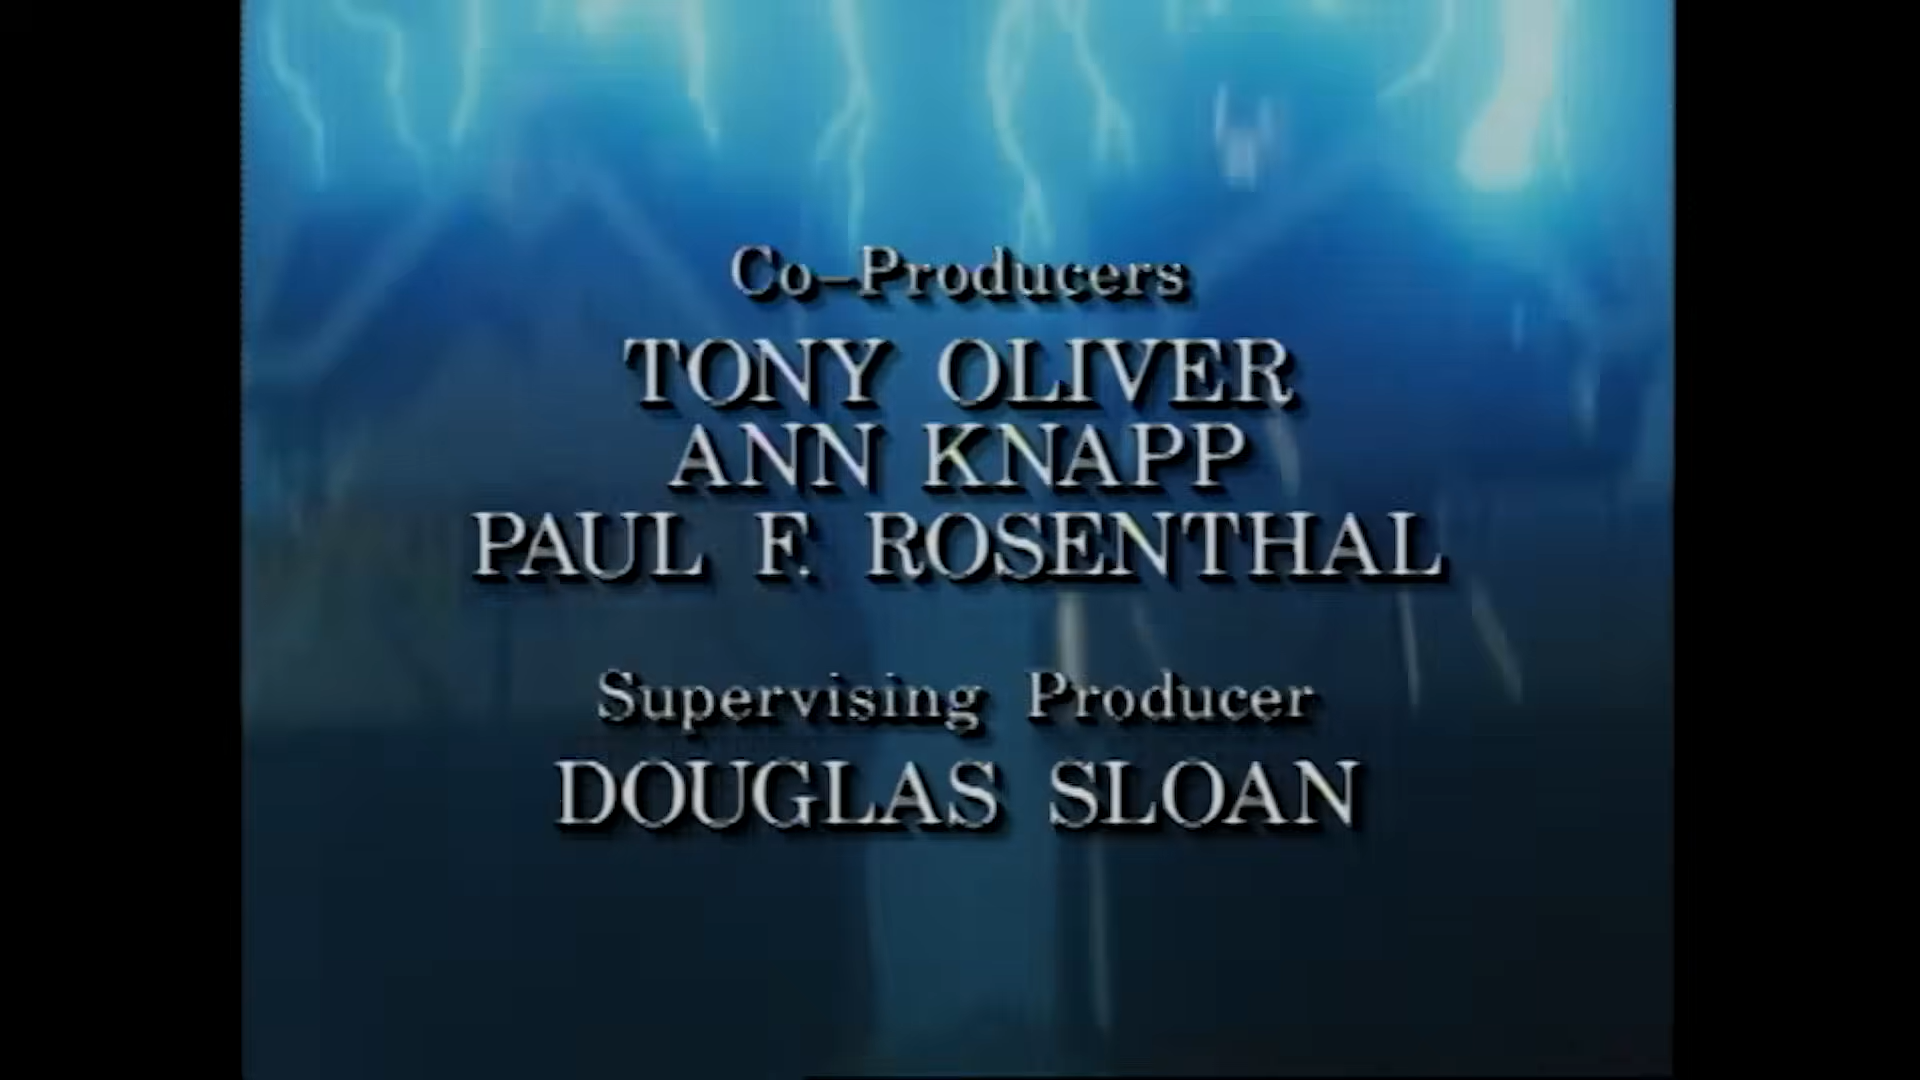 Co-Producers
TONY OLIVER
ANN KNAPP
PAUL F. ROSENTHAL
Supervising Producer
DOUGLAS SLOAN